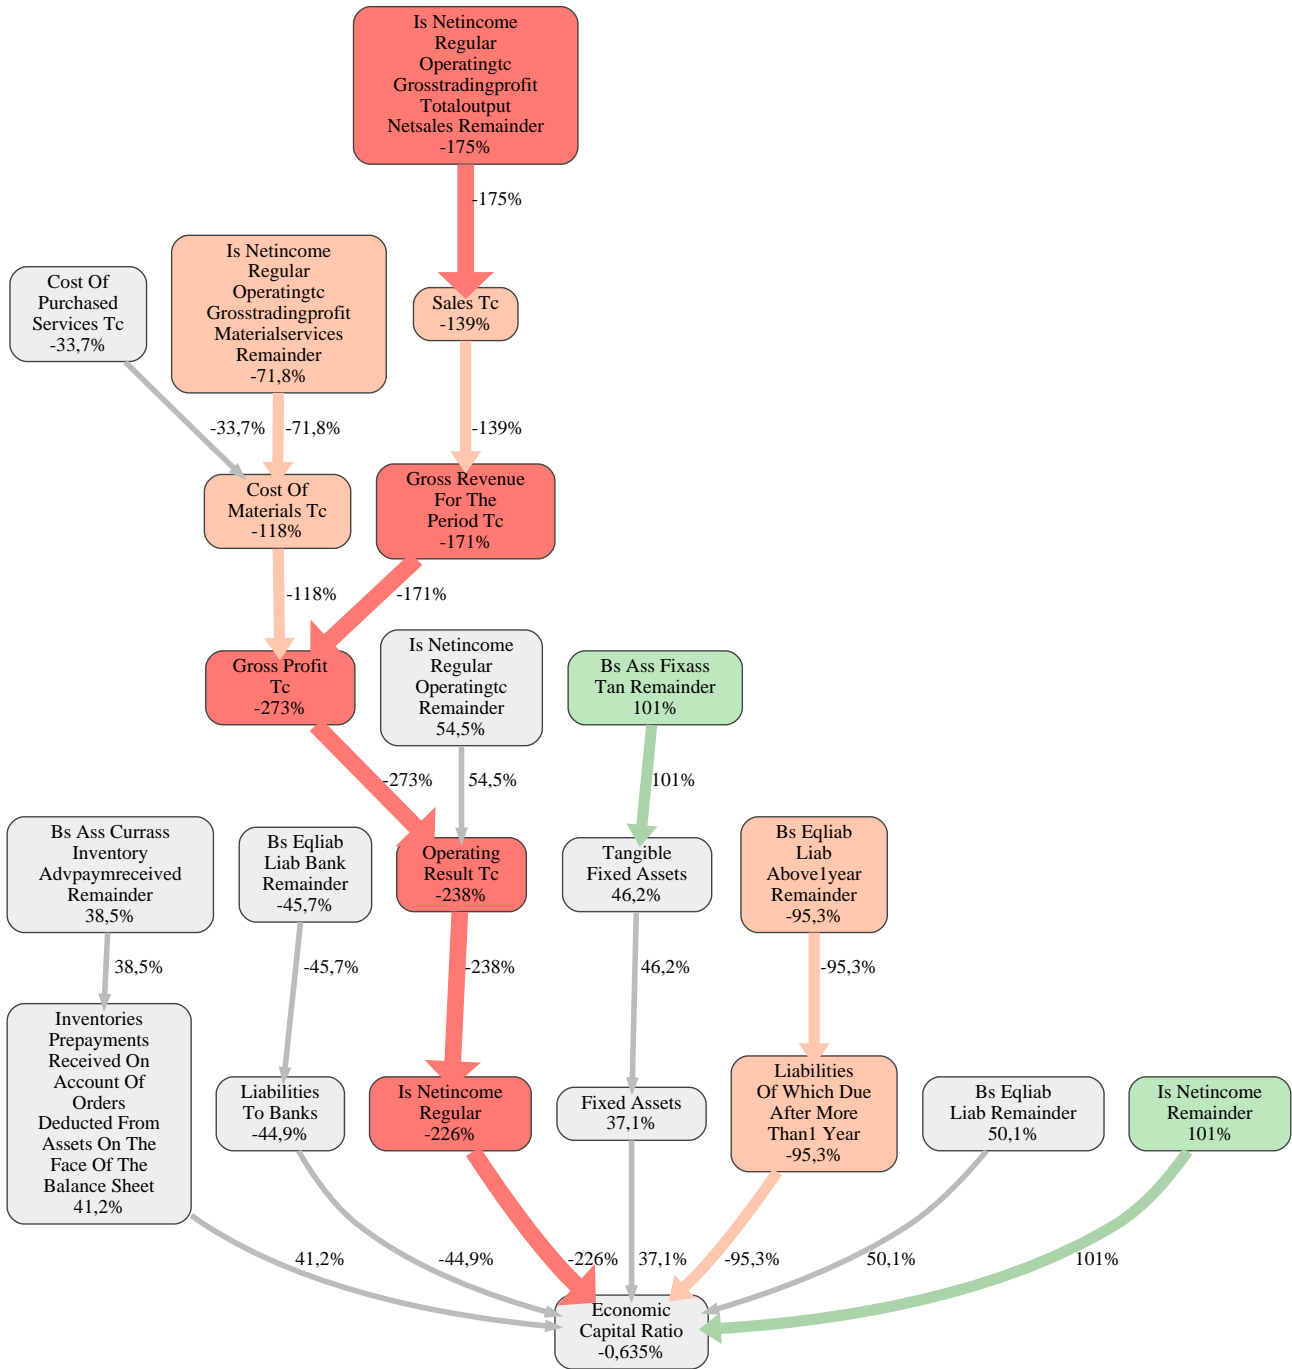 Is Netincome
Regular
Operatingtc
Grosstradingprofit
Totaloutput
Netsales Remainder
-175%
-175%
Is Netincome
Regular
Operatingtc
Grosstradingprofit
Materialservices
Remainder
-71,8%
Cost Of
Purchased
Services Tc
-33,7%
Sales Tc
-139%
-33,7%
-71,8%
-139%
Cost Of
Materials Tc
-118%
Gross Revenue
For The
Period Tc
-171%
-118%
-171%
Gross Profit
Tc
-273%
Is Netincome
Regular
Operatingtc
Remainder
54,5%
Bs Ass Fixass
Tan Remainder
101%
-273%
54,5%
101%
Bs Ass Currass
Inventory
Advpaymreceived
Remainder
38,5%
Bs Eqliab
Liab Bank
Remainder
-45,7%
Operating
Result Tc
-238%
Tangible
Fixed Assets
46,2%
Bs Eqliab
Liab
Above1year
Remainder
-95,3%
38,5%
-45,7%
-238%
46,2%
-95,3%
Inventories
Prepayments
Received On
Account Of
Orders
Deducted From
Assets On The
Face Of The
Balance Sheet
41,2%
Liabilities
To Banks
-44,9%
Is Netincome
Regular
-226%
Fixed Assets
37,1%
Liabilities
Of Which Due
After More
Than1 Year
-95,3%
Bs Eqliab
Liab Remainder
50,1%
Is Netincome
Remainder
101%
41,2%
-44,9%
-226%
37,1%
-95,3%
50,1%
101%
Economic
Capital Ratio
-0,635%